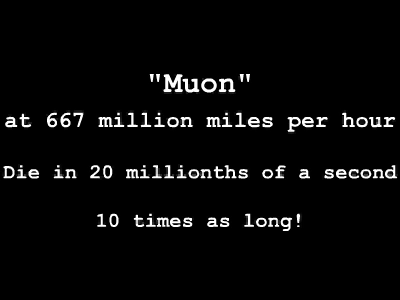 "Muon"
at 667 million miles per hour
Die in 20 millionths of a second
10 times as long!